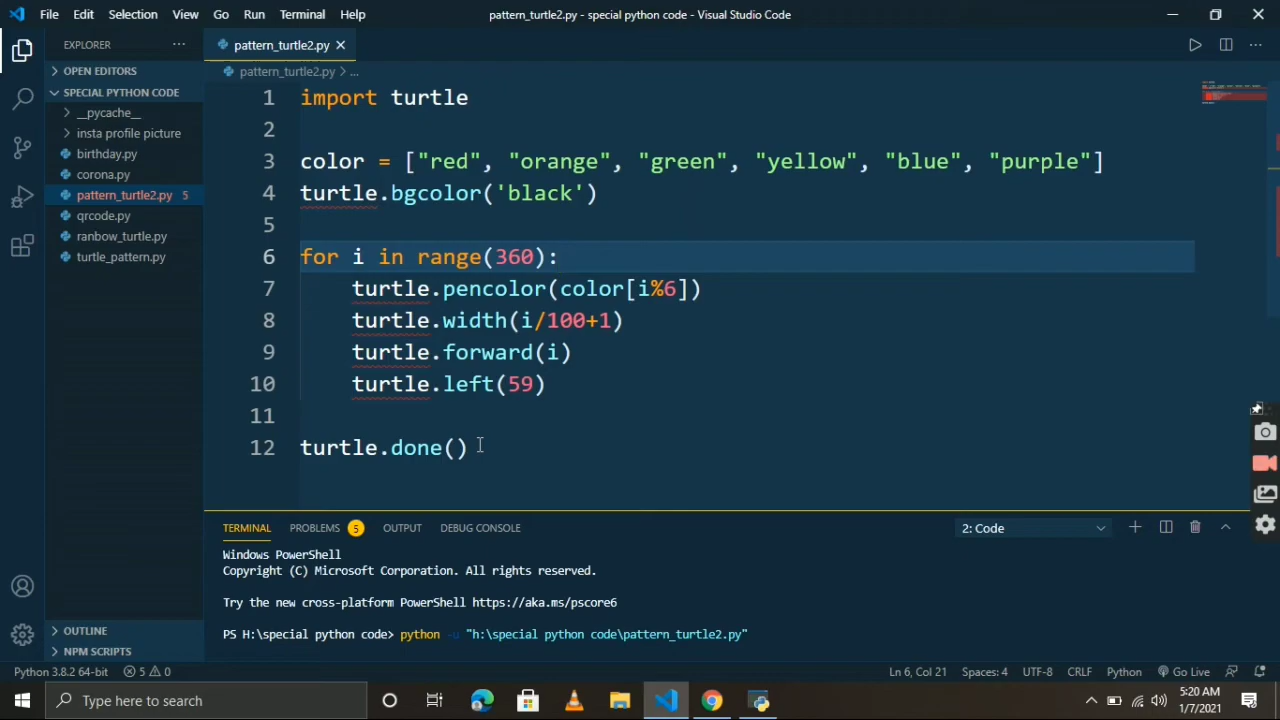 File Edit Selection View Go Run Terminal Help
pattern_turtle2.py - special python code - Visual Studio Code
EXPLORER
pattern_turtle2.py
OPEN EDITORS
pattern_turtle2.py > ...
SPECIAL PYTHON CODE
__pycache__
insta profile picture
birthday.py
corona.py
pattern_turtle2.py 5
qrcode.py
ranbow_turtle.py
turtle_pattern.py
1 import turtle
2
3 color = ["red", "orange", "green", "yellow", "blue", "purple"]
4 turtle.bgcolor('black')
5
6 for i in range(360):
7     turtle.pencolor(color[i%6])
8     turtle.width(i/100+1)
9     turtle.forward(i)
10     turtle.left(59)
11
12 turtle.done()
TERMINAL PROBLEMS 5 OUTPUT DEBUG CONSOLE 2: Code
Windows PowerShell
Copyright (C) Microsoft Corporation. All rights reserved.
Try the new cross-platform PowerShell https://aka.ms/pscore6
PS H:\special python code> python -u "h:\special python code\pattern_turtle2.py"
OUTLINE
NPM SCRIPTS
Python 3.8.2 64-bit 5 0 Ln 6, Col 21 Spaces: 4 UTF-8 CRLF Python Go Live
Type here to search
5:20 AM
1/7/2021